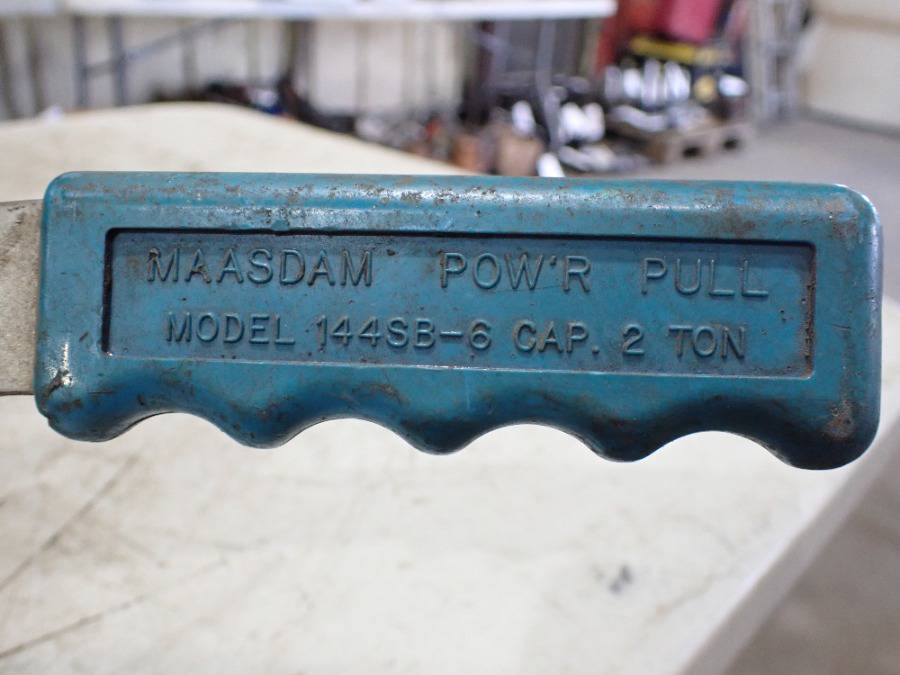 MAASDAM POW'R PULL
MODEL 144SB-6 CAP. 2 TON